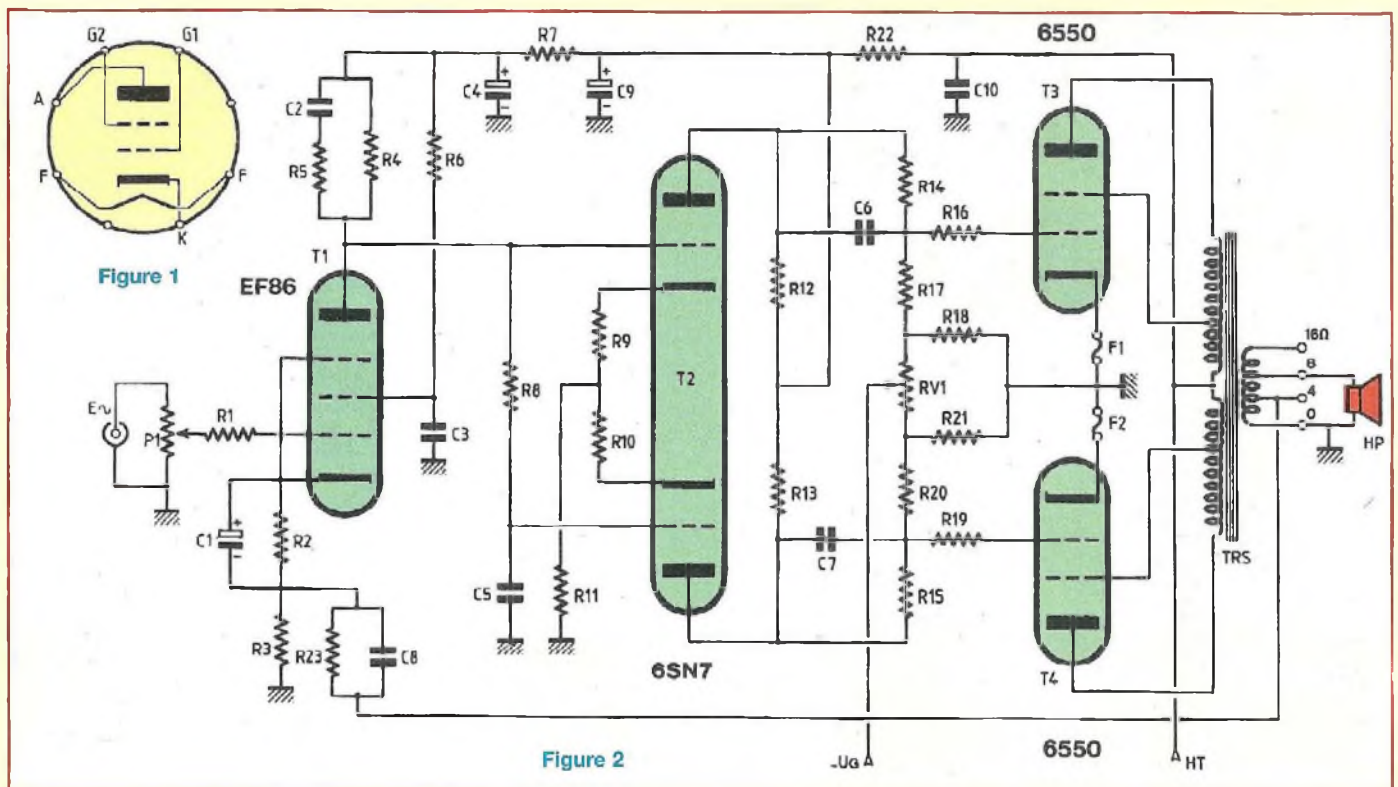 G2
G1
A
F
F
K
Figure 1
R7
R22
6550
C4
+
-
C9
+
-
C10
T3
C2
R5
R4
R6
R14
C6
R16
T1
EF86
R12
R17
R18
R9
F1
R8
T2
RV1
16Ω
8
4
0
E~
P1
R1
C3
R10
R21
F2
HP
R13
R20
R19
C1
+
-
R2
C7
TRS
C5
R11
R15
R3
R23
C8
6SN7
T4
Figure 2
-UG
6550
HT